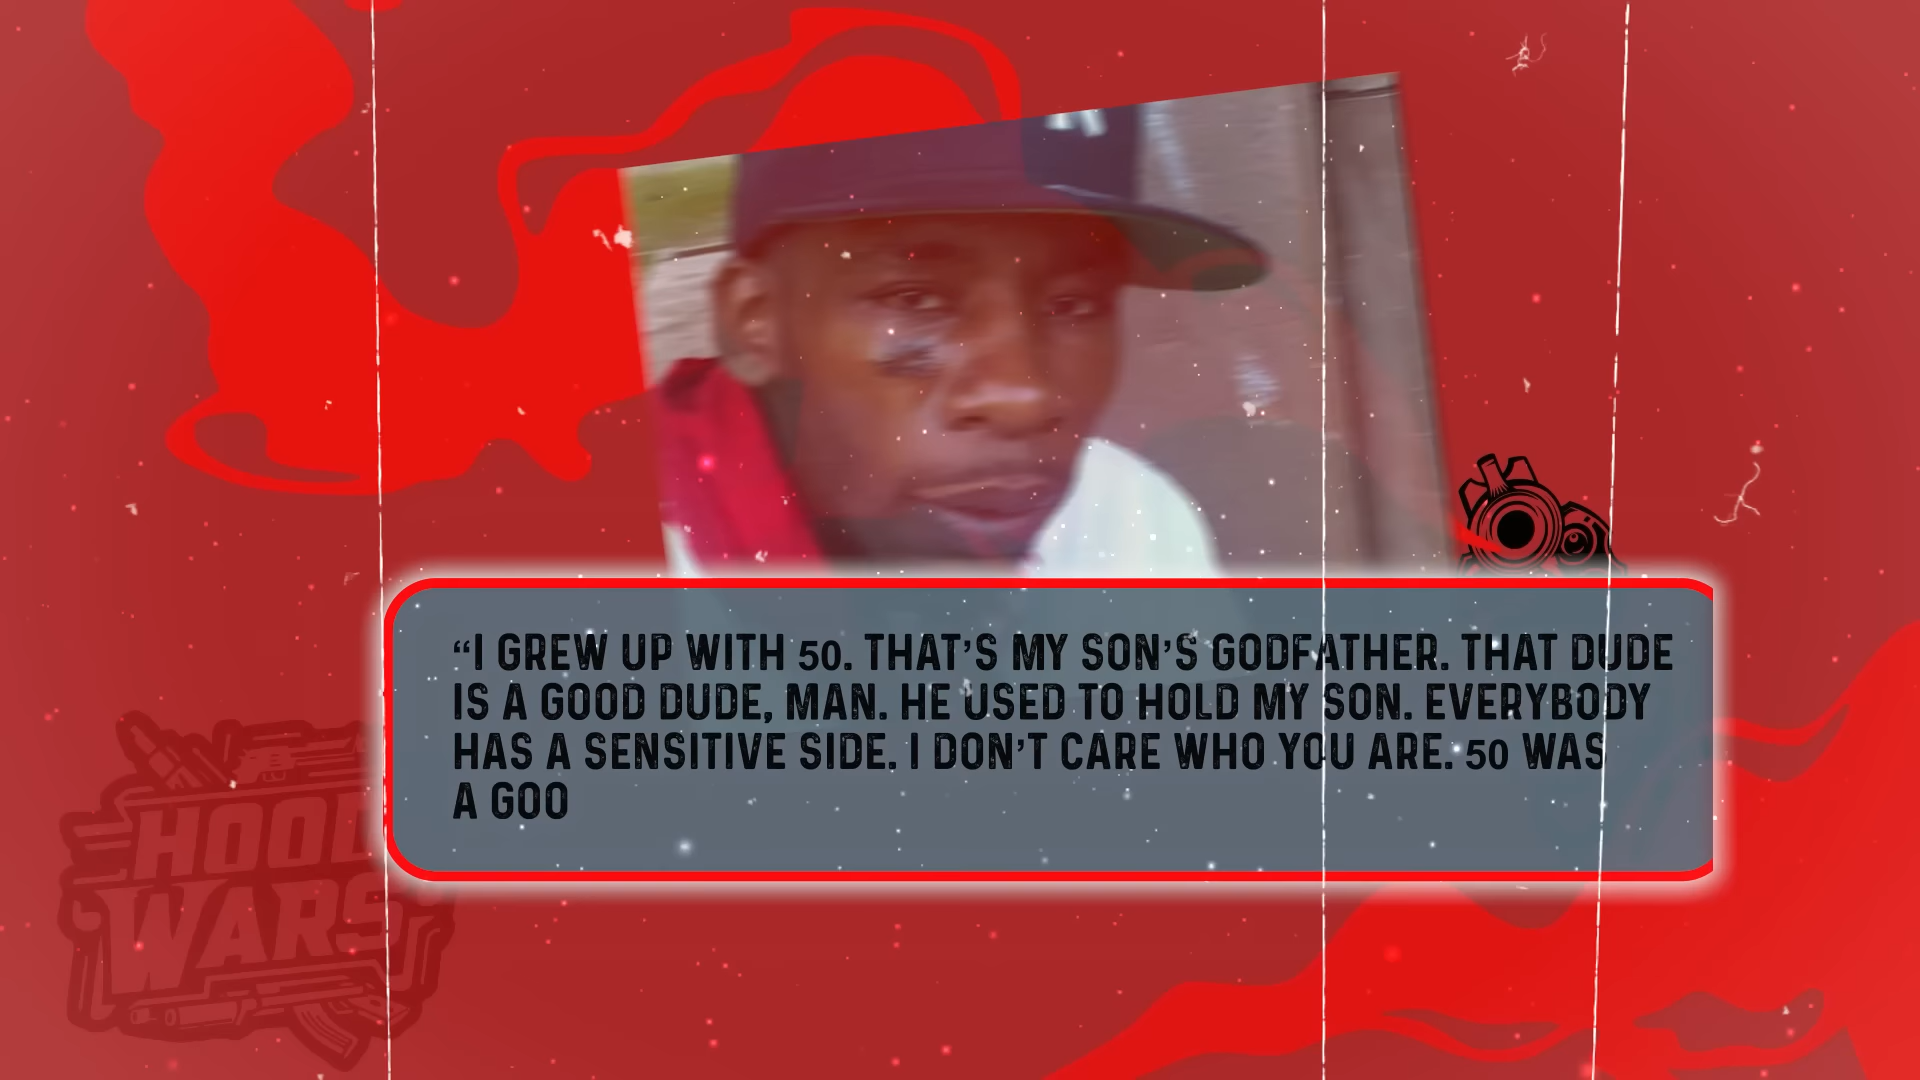 “I GREW UP WITH 50. THAT’S MY SON’S GODFATHER. THAT DUDE
IS A GOOD DUDE, MAN. HE USED TO HOLD MY SON. EVERYBODY
HAS A SENSITIVE SIDE. I DON’T CARE WHO YOU ARE. 50 WAS
A GOO
HOOD
WARS